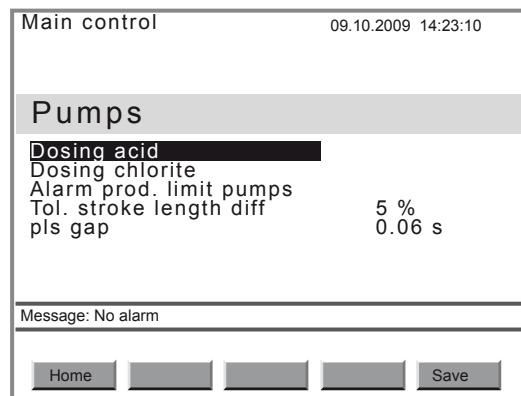 Main control 09.10.2009 14:23:10
Pumps
Dosing acid
Dosing chlorite
Alarm prod. limit pumps
Tol. stroke length diff 5 %
pls gap 0.06 s
Message: No alarm
Home Save